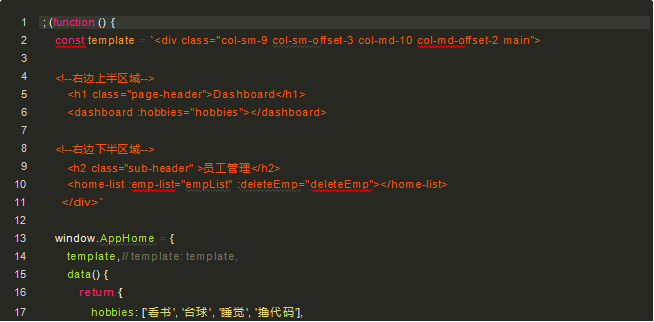 1 ; (function () {
2 const template = `<div class="col-sm-9 col-sm-offset-3 col-md-10 col-md-offset-2 main">
3
4 <!--右边上半区域-->
5 <h1 class="page-header">Dashboard</h1>
6 <dashboard :hobbies="hobbies"></dashboard>
7
8 <!--右边下半区域-->
9 <h2 class="sub-header" >员工管理</h2>
10 <home-list :emp-list="empList" :deleteEmp="deleteEmp"></home-list>
11 </div>`
12
13 window.AppHome = {
14 template, // template: template,
15 data() {
16 return {
17 hobbies: ['看书', '台球', '睡觉', '撸代码'],